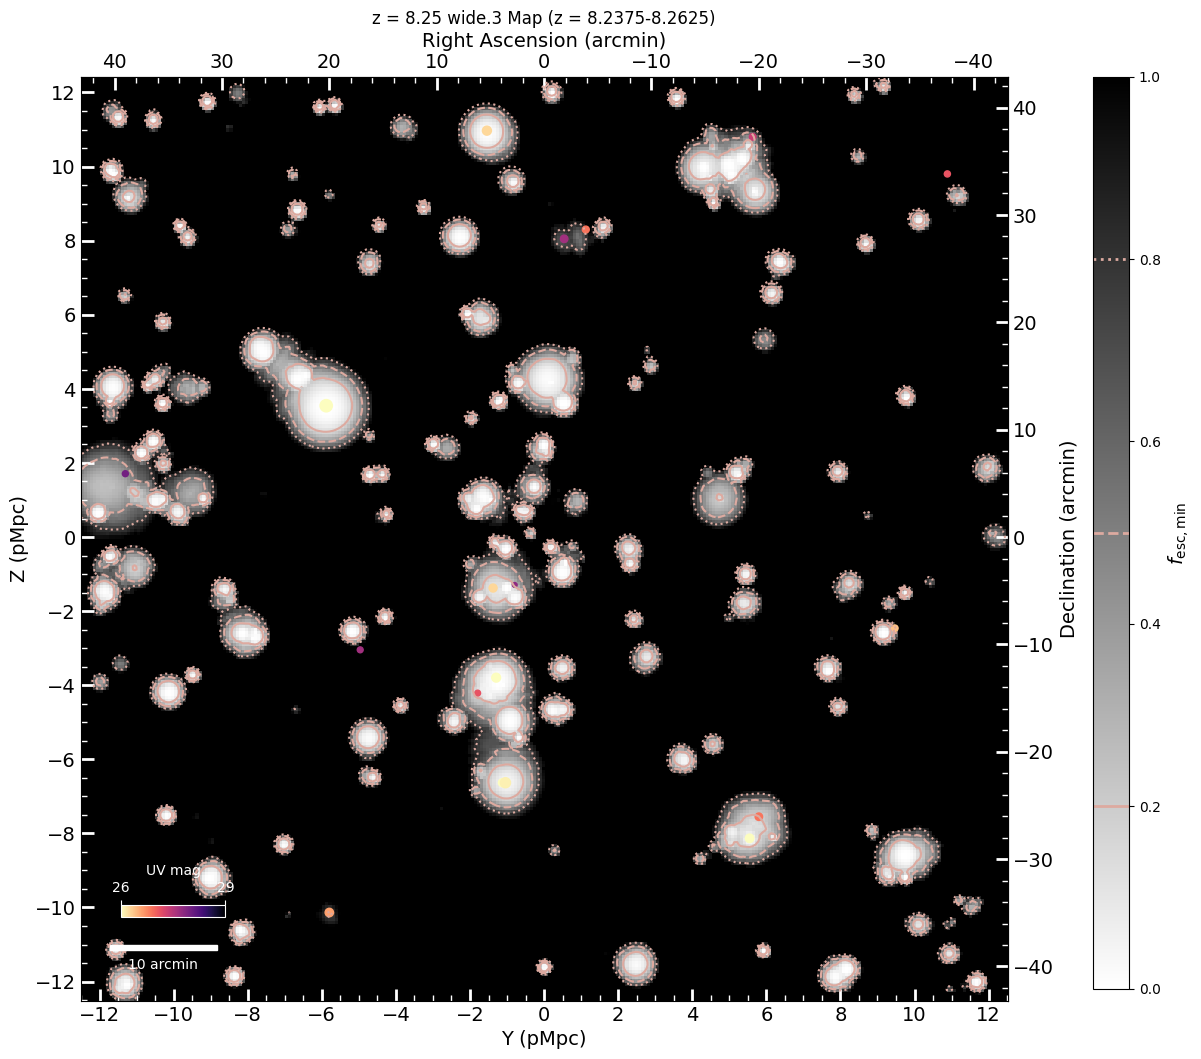 z = 8.25 wide.3 Map (z = 8.2375-8.2625)
Right Ascension (arcmin)
40 30 20 10 0 −10 −20 −30 −40
12
10
8
6
4
2
0
−2
−4
−6
−8
−10
−12
Z (pMpc)
40
30
20
10
0
−10
−20
−30
−40
Declination (arcmin)
1.0
0.8
0.6
0.4
0.2
0.0
fesc,min
UV mag
26 29
10 arcmin
−12 −10 −8 −6 −4 −2 0 2 4 6 8 10 12
Y (pMpc)